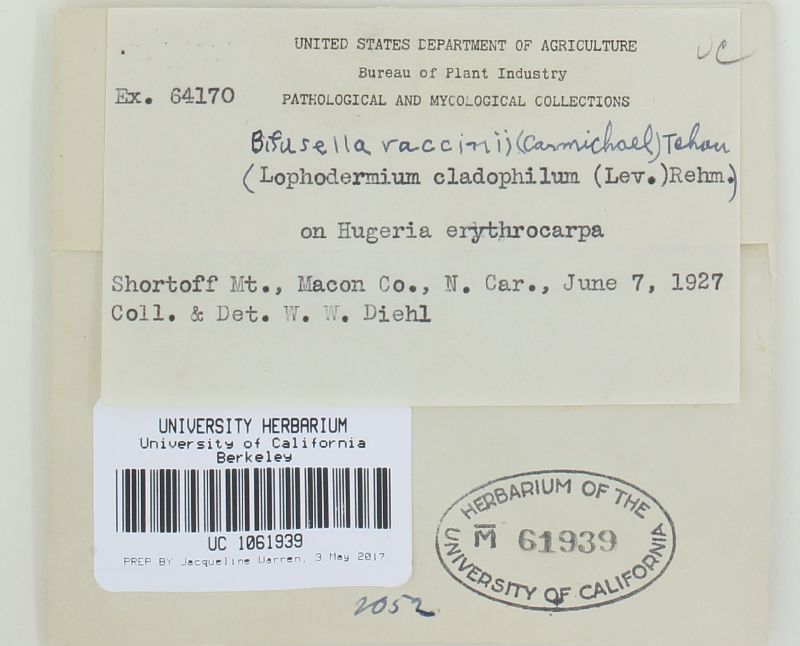 UNITED STATES DEPARTMENT OF AGRICULTURE
UC
Bureau of Plant Industry
Ex. 64170
PATHOLOGICAL AND MYCOLOGICAL COLLECTIONS
Bifusella vaccinii (Carmichael) Tehon
(Lophodermium cladophilum (Lev.)Rehm.)
on Hugeria erythrocarpa
Shortoff Mt., Macon Co., N. Car., June 7, 1927
Coll. & Det. W. W. Diehl
UNIVERSITY HERBARIUM
University of California
Berkeley
UC 1061939
PREP BY Jacqueline Warren, 3 May 2017
HERBARIUM OF THE
M 61939
UNIVERSITY OF CALIFORNIA
2052